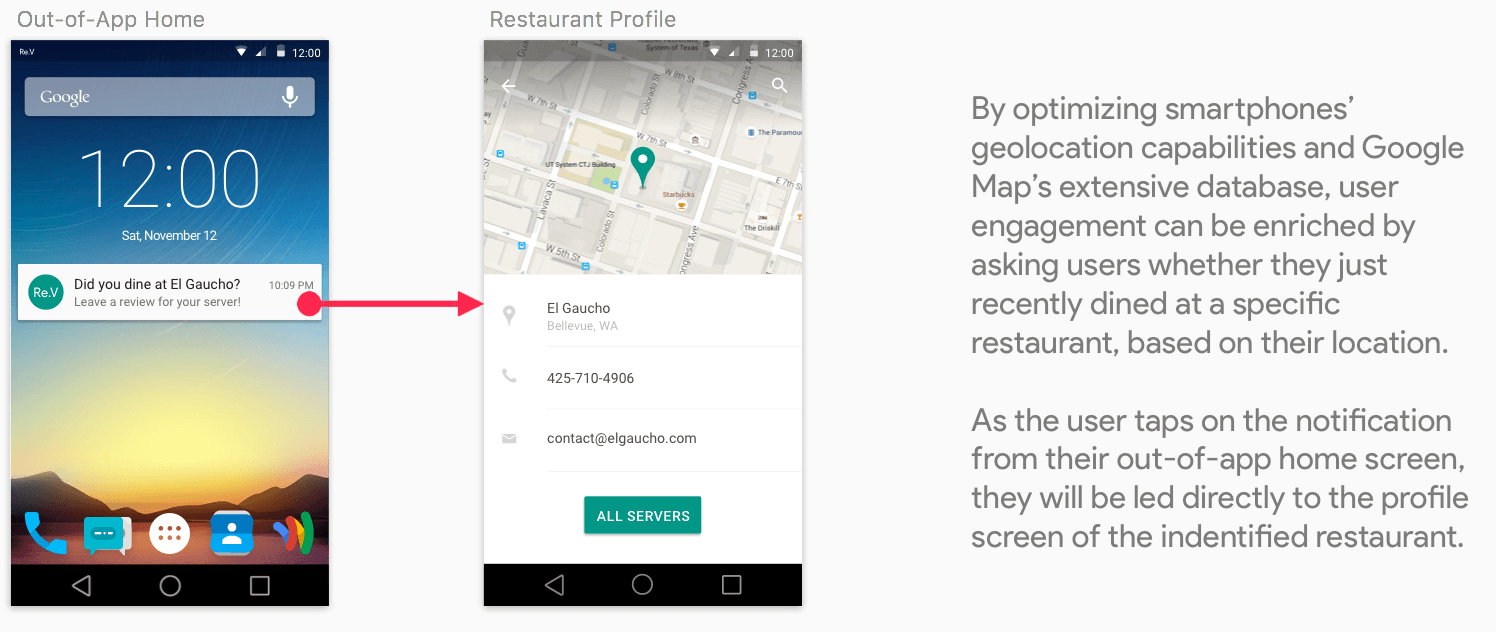 Out-of-App Home
Re.V
12:00
Google
12:00
Sat, November 12
Re.V
Did you dine at El Gaucho?
10:09 PM
Leave a review for your server!
Restaurant Profile
System of Texas
12:00
W 8th St
Colorado St
Congress Ave
W 7th St
W 7th St
The Paramou
UT System CTJ Building
E 7th S
Starbucks
Lavaca St
Colorado St
The Driskill
W 5th St
Congress Ave
El Gaucho
Bellevue, WA
425-710-4906
contact@elgaucho.com
ALL SERVERS
By optimizing smartphones’
geolocation capabilities and Google
Map’s extensive database, user
engagement can be enriched by
asking users whether they just
recently dined at a specific
restaurant, based on their location.
As the user taps on the notification
from their out-of-app home screen,
they will be led directly to the profile
screen of the indentified restaurant.